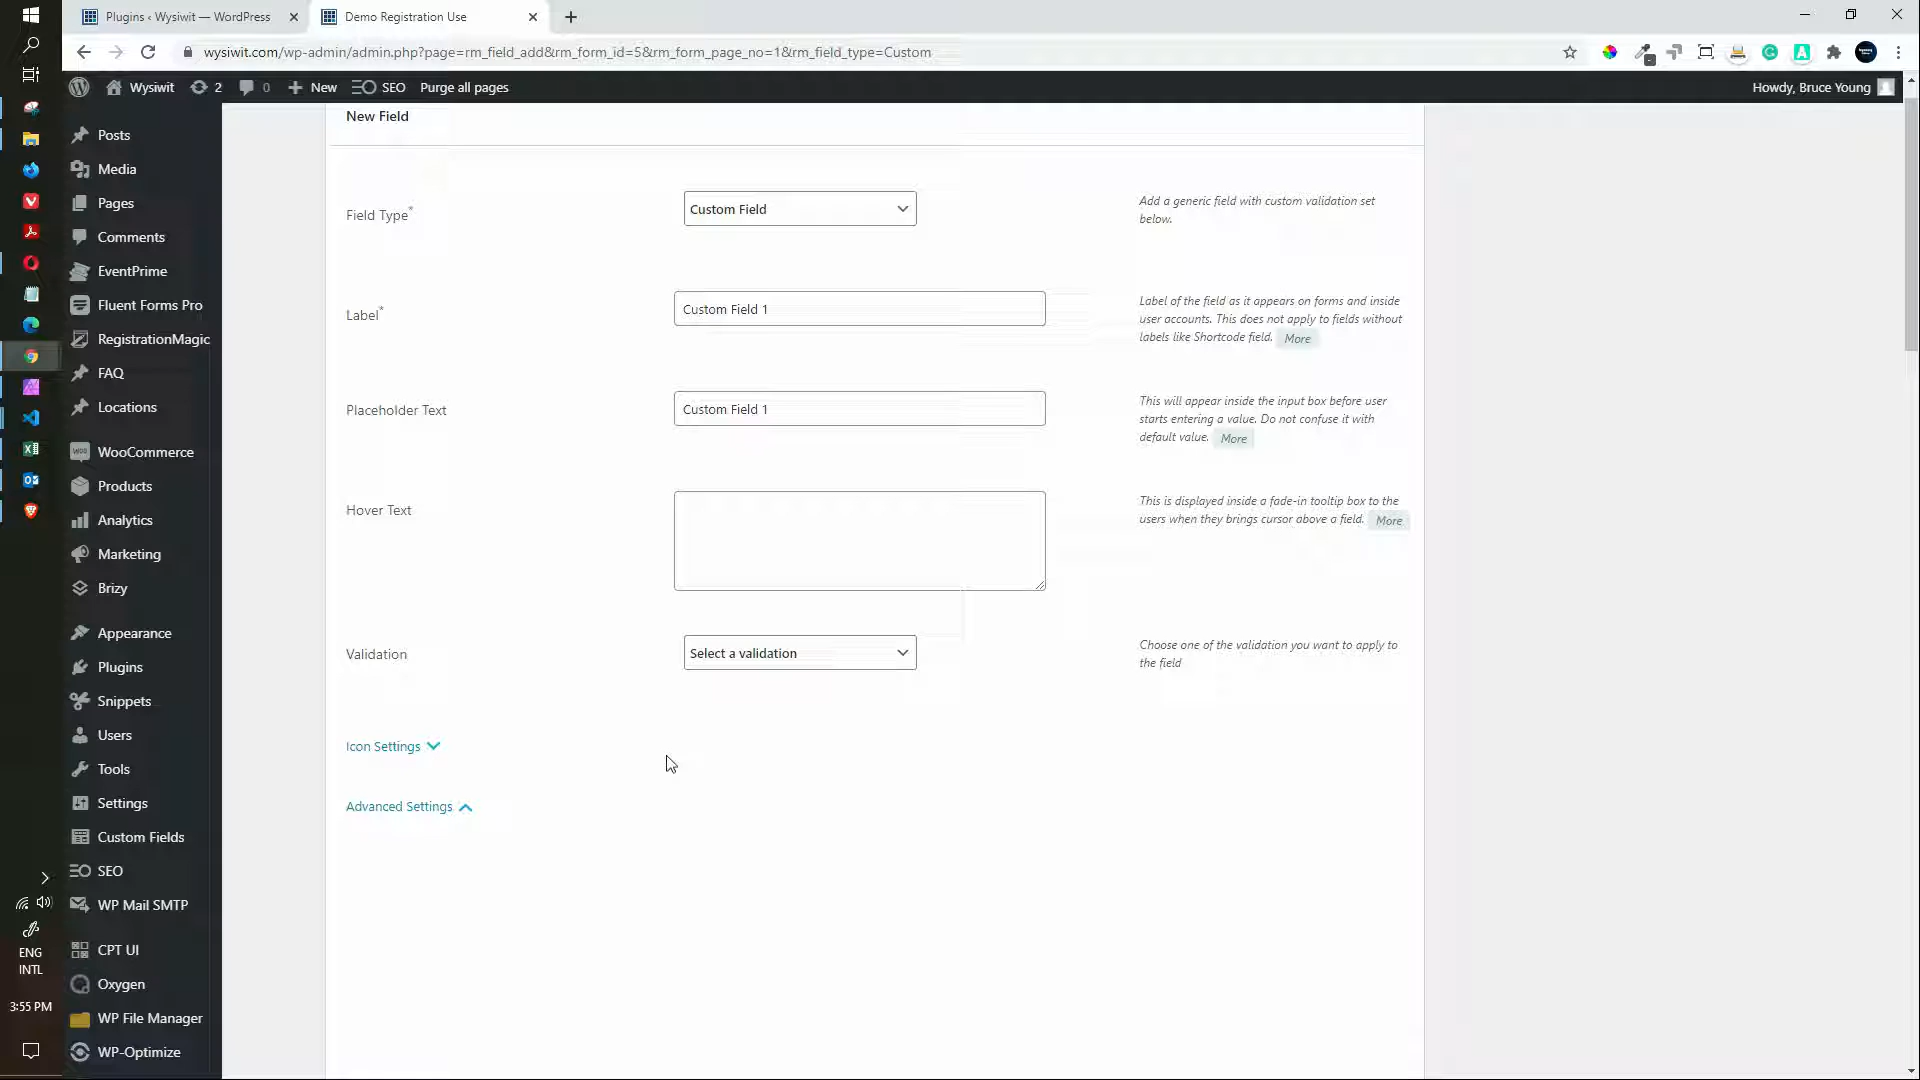 Plugins ‹ Wysiwit — WordPress
Demo Registration Use
wysiwit.com/wp-admin/admin.php?page=rm_field_add&rm_form_id=5&rm_form_page_no=1&rm_field_type=Custom
Wysiwit
2
0
New
SEO
Purge all pages
Howdy, Bruce Young
Posts
Media
Pages
Comments
EventPrime
Fluent Forms Pro
RegistrationMagic
FAQ
Locations
WooCommerce
Products
Analytics
Marketing
Brizy
Appearance
Plugins
Snippets
Users
Tools
Settings
Custom Fields
SEO
WP Mail SMTP
CPT UI
Oxygen
WP File Manager
WP-Optimize
New Field
Field Type*
Custom Field
Add a generic field with custom validation set
below.
Label*
Custom Field 1
Label of the field as it appears on forms and inside
user accounts. This does not apply to fields without
labels like Shortcode field. More
Placeholder Text
Custom Field 1
This will appear inside the input box before user
starts entering a value. Do not confuse it with
default value. More
Hover Text
This is displayed inside a fade-in tooltip box to the
users when they brings cursor above a field. More
Validation
Select a validation
Choose one of the validation you want to apply to
the field
Icon Settings
Advanced Settings
ENG
INTL
3:55 PM